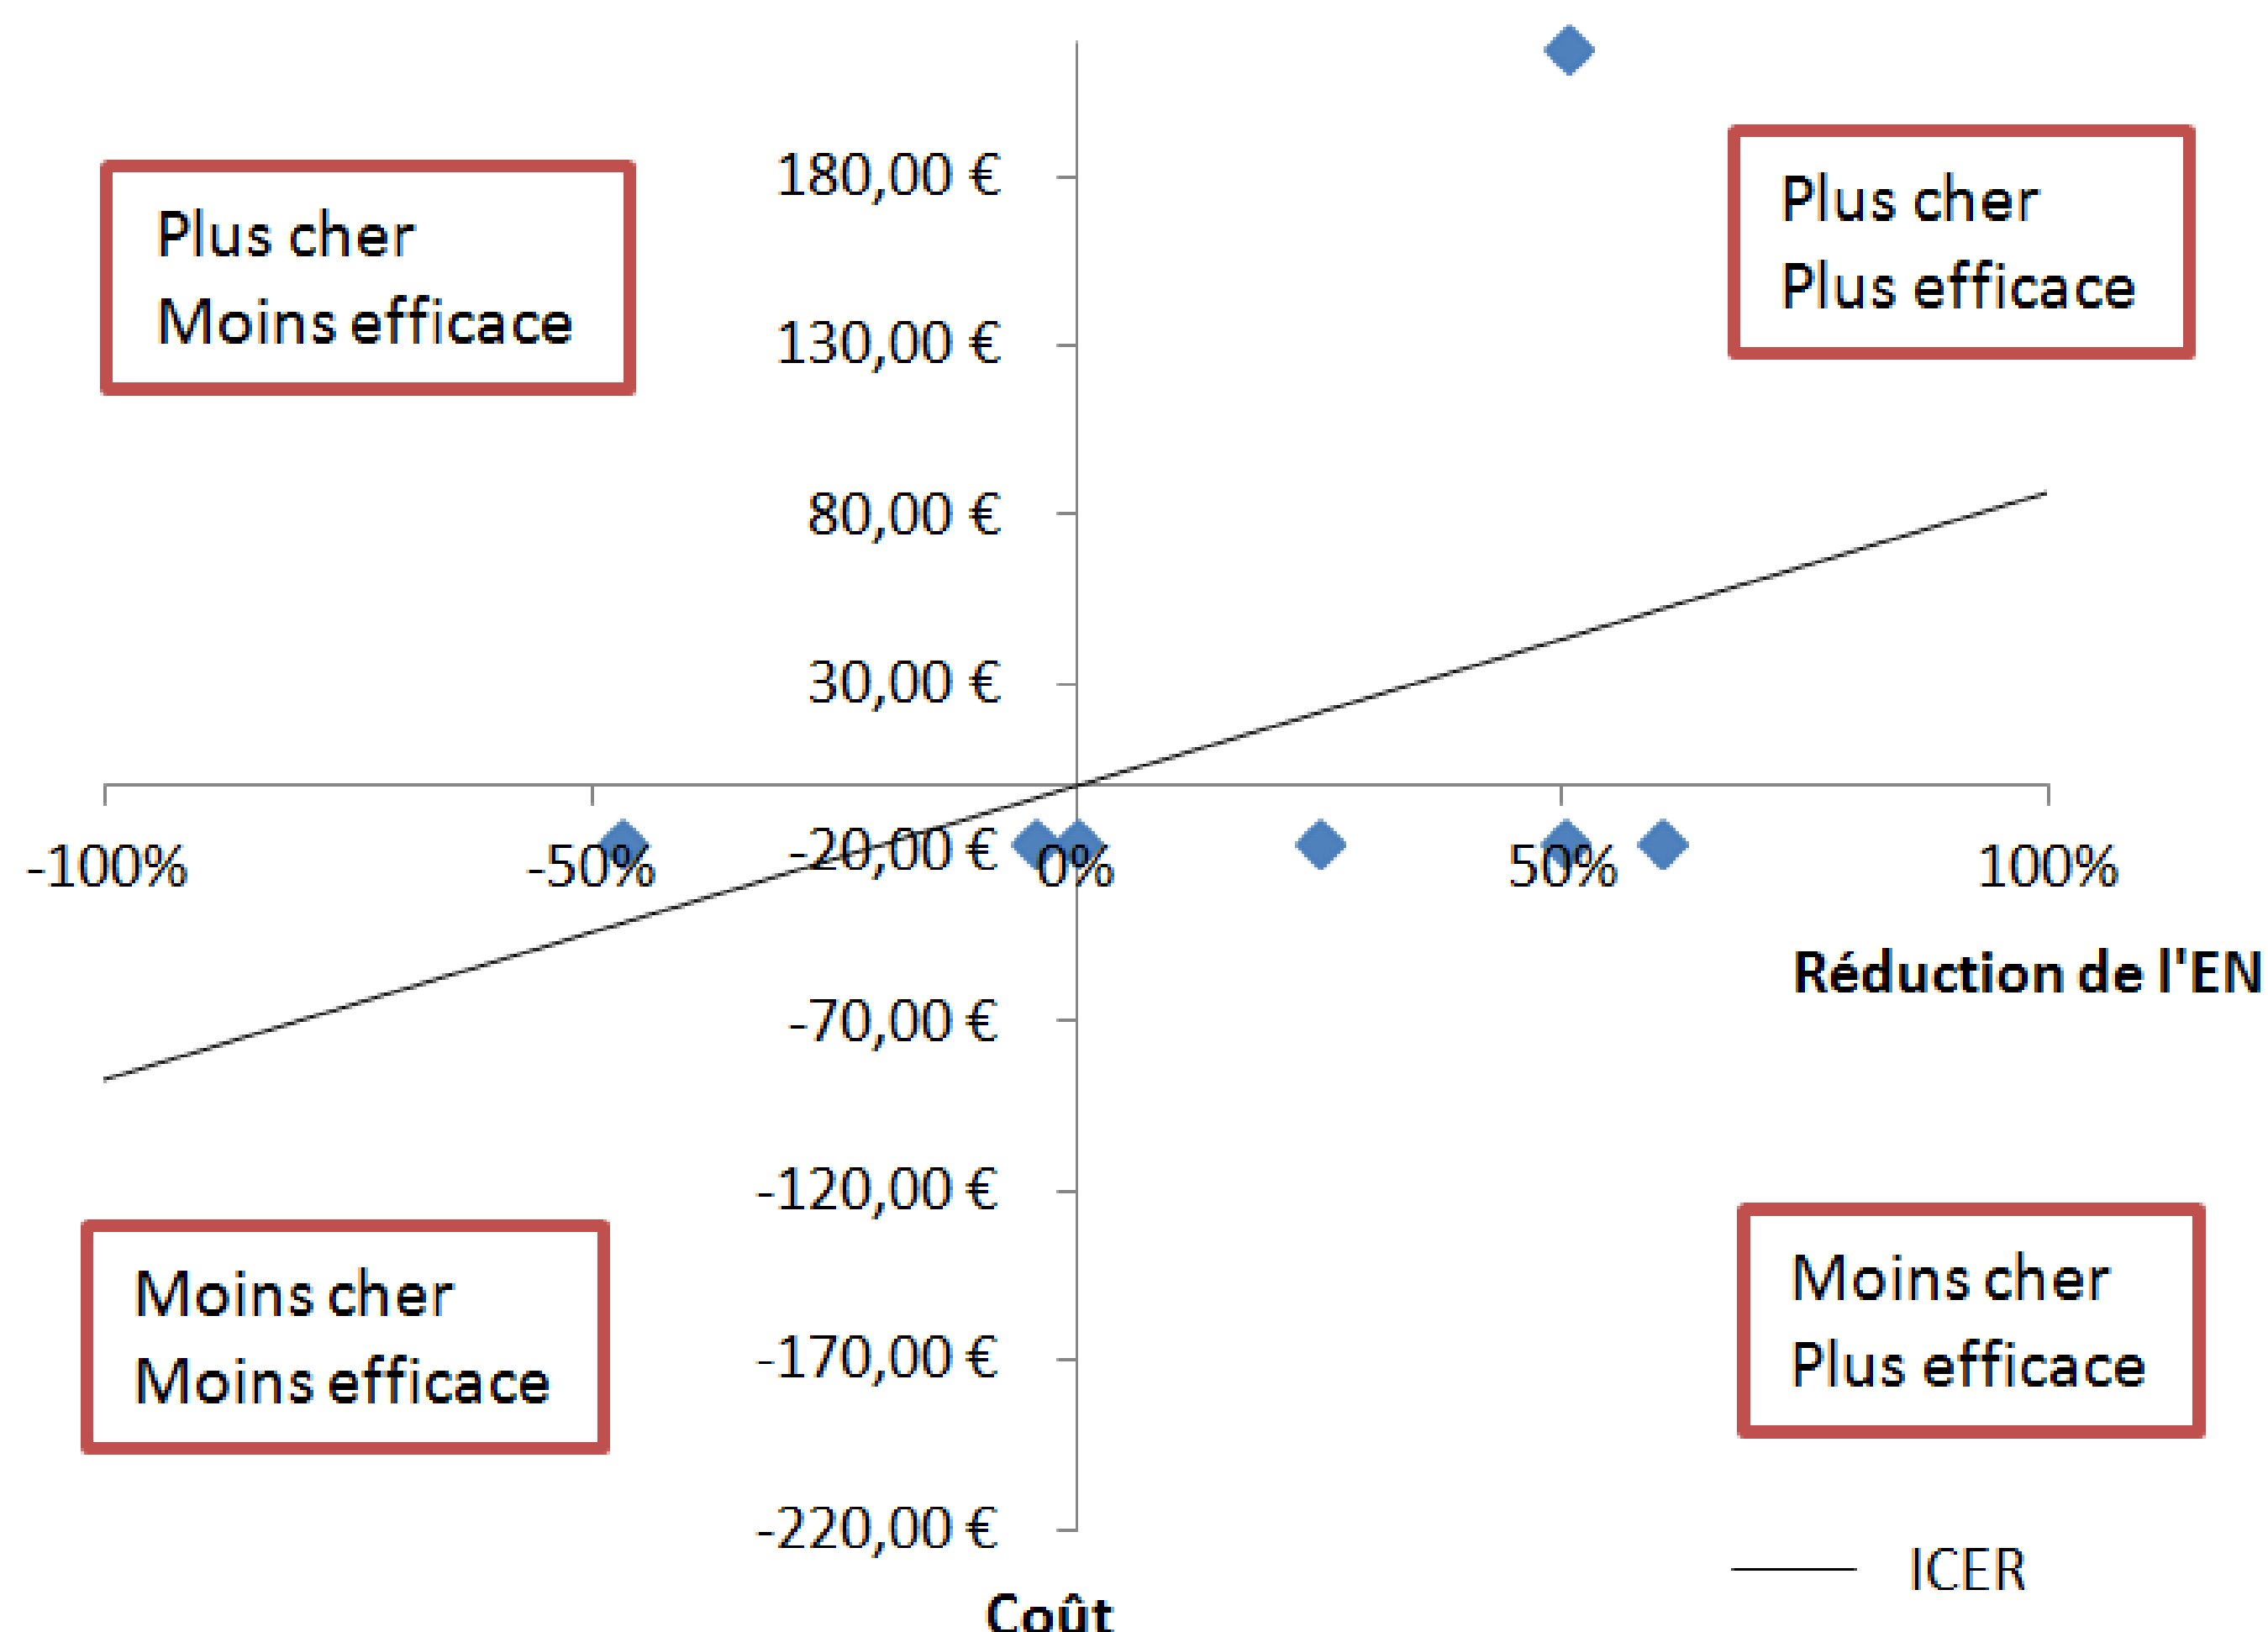 180,00 €
Plus cher
Plus efficace
Plus cher
Moins efficace
130,00 €
80,00 €
30,00 €
-100%
-50%
-20,00 €
0%
50%
100%
Réduction de l'EN
-70,00 €
-120,00 €
Moins cher
Moins efficace
Moins cher
Plus efficace
-170,00 €
-220,00 €
ICER
Coût